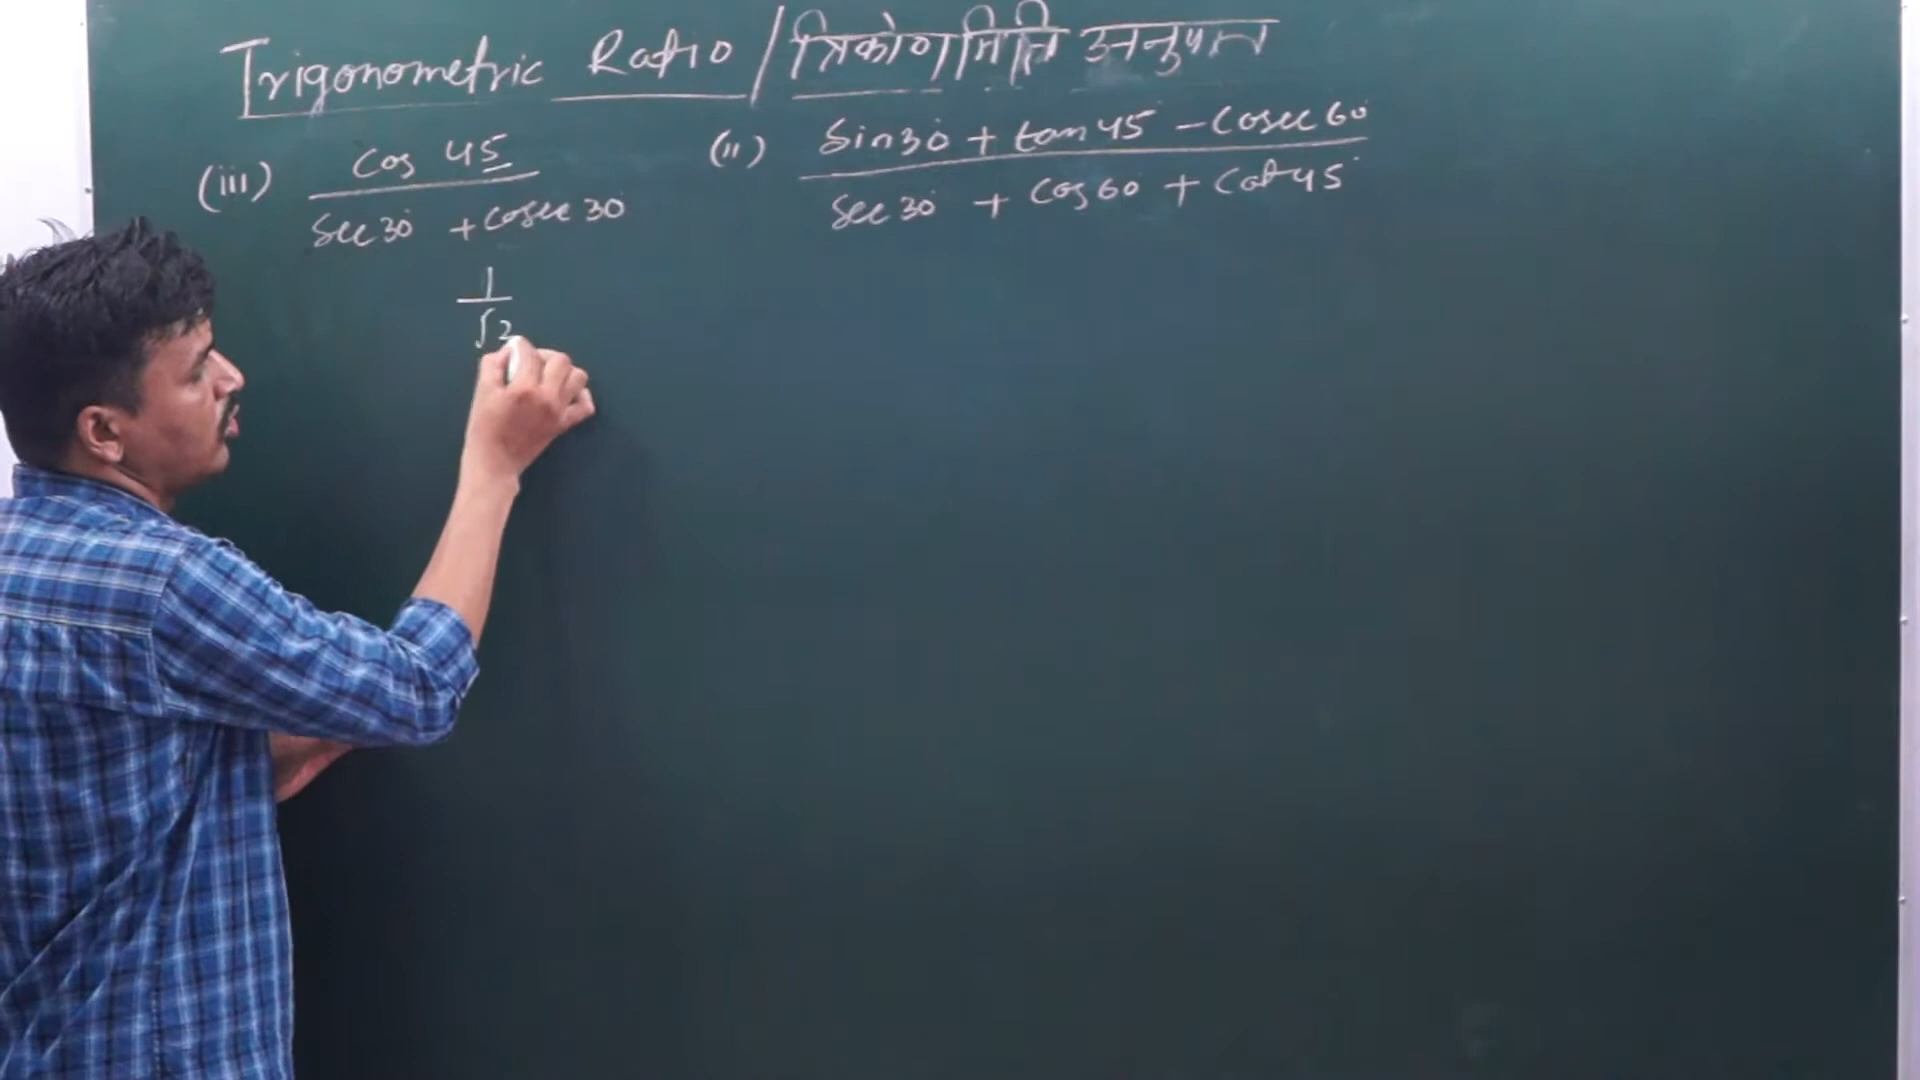 Trigonometric Ratio / त्रिकोणमिति अनुपात
(iii) Cos 45 / Sec 30° + Cosec 30°
(ii) Sin 30° + tan 45° - Cosec 60° / Sec 30° + Cos 60° + Cot 45°
1 / √2